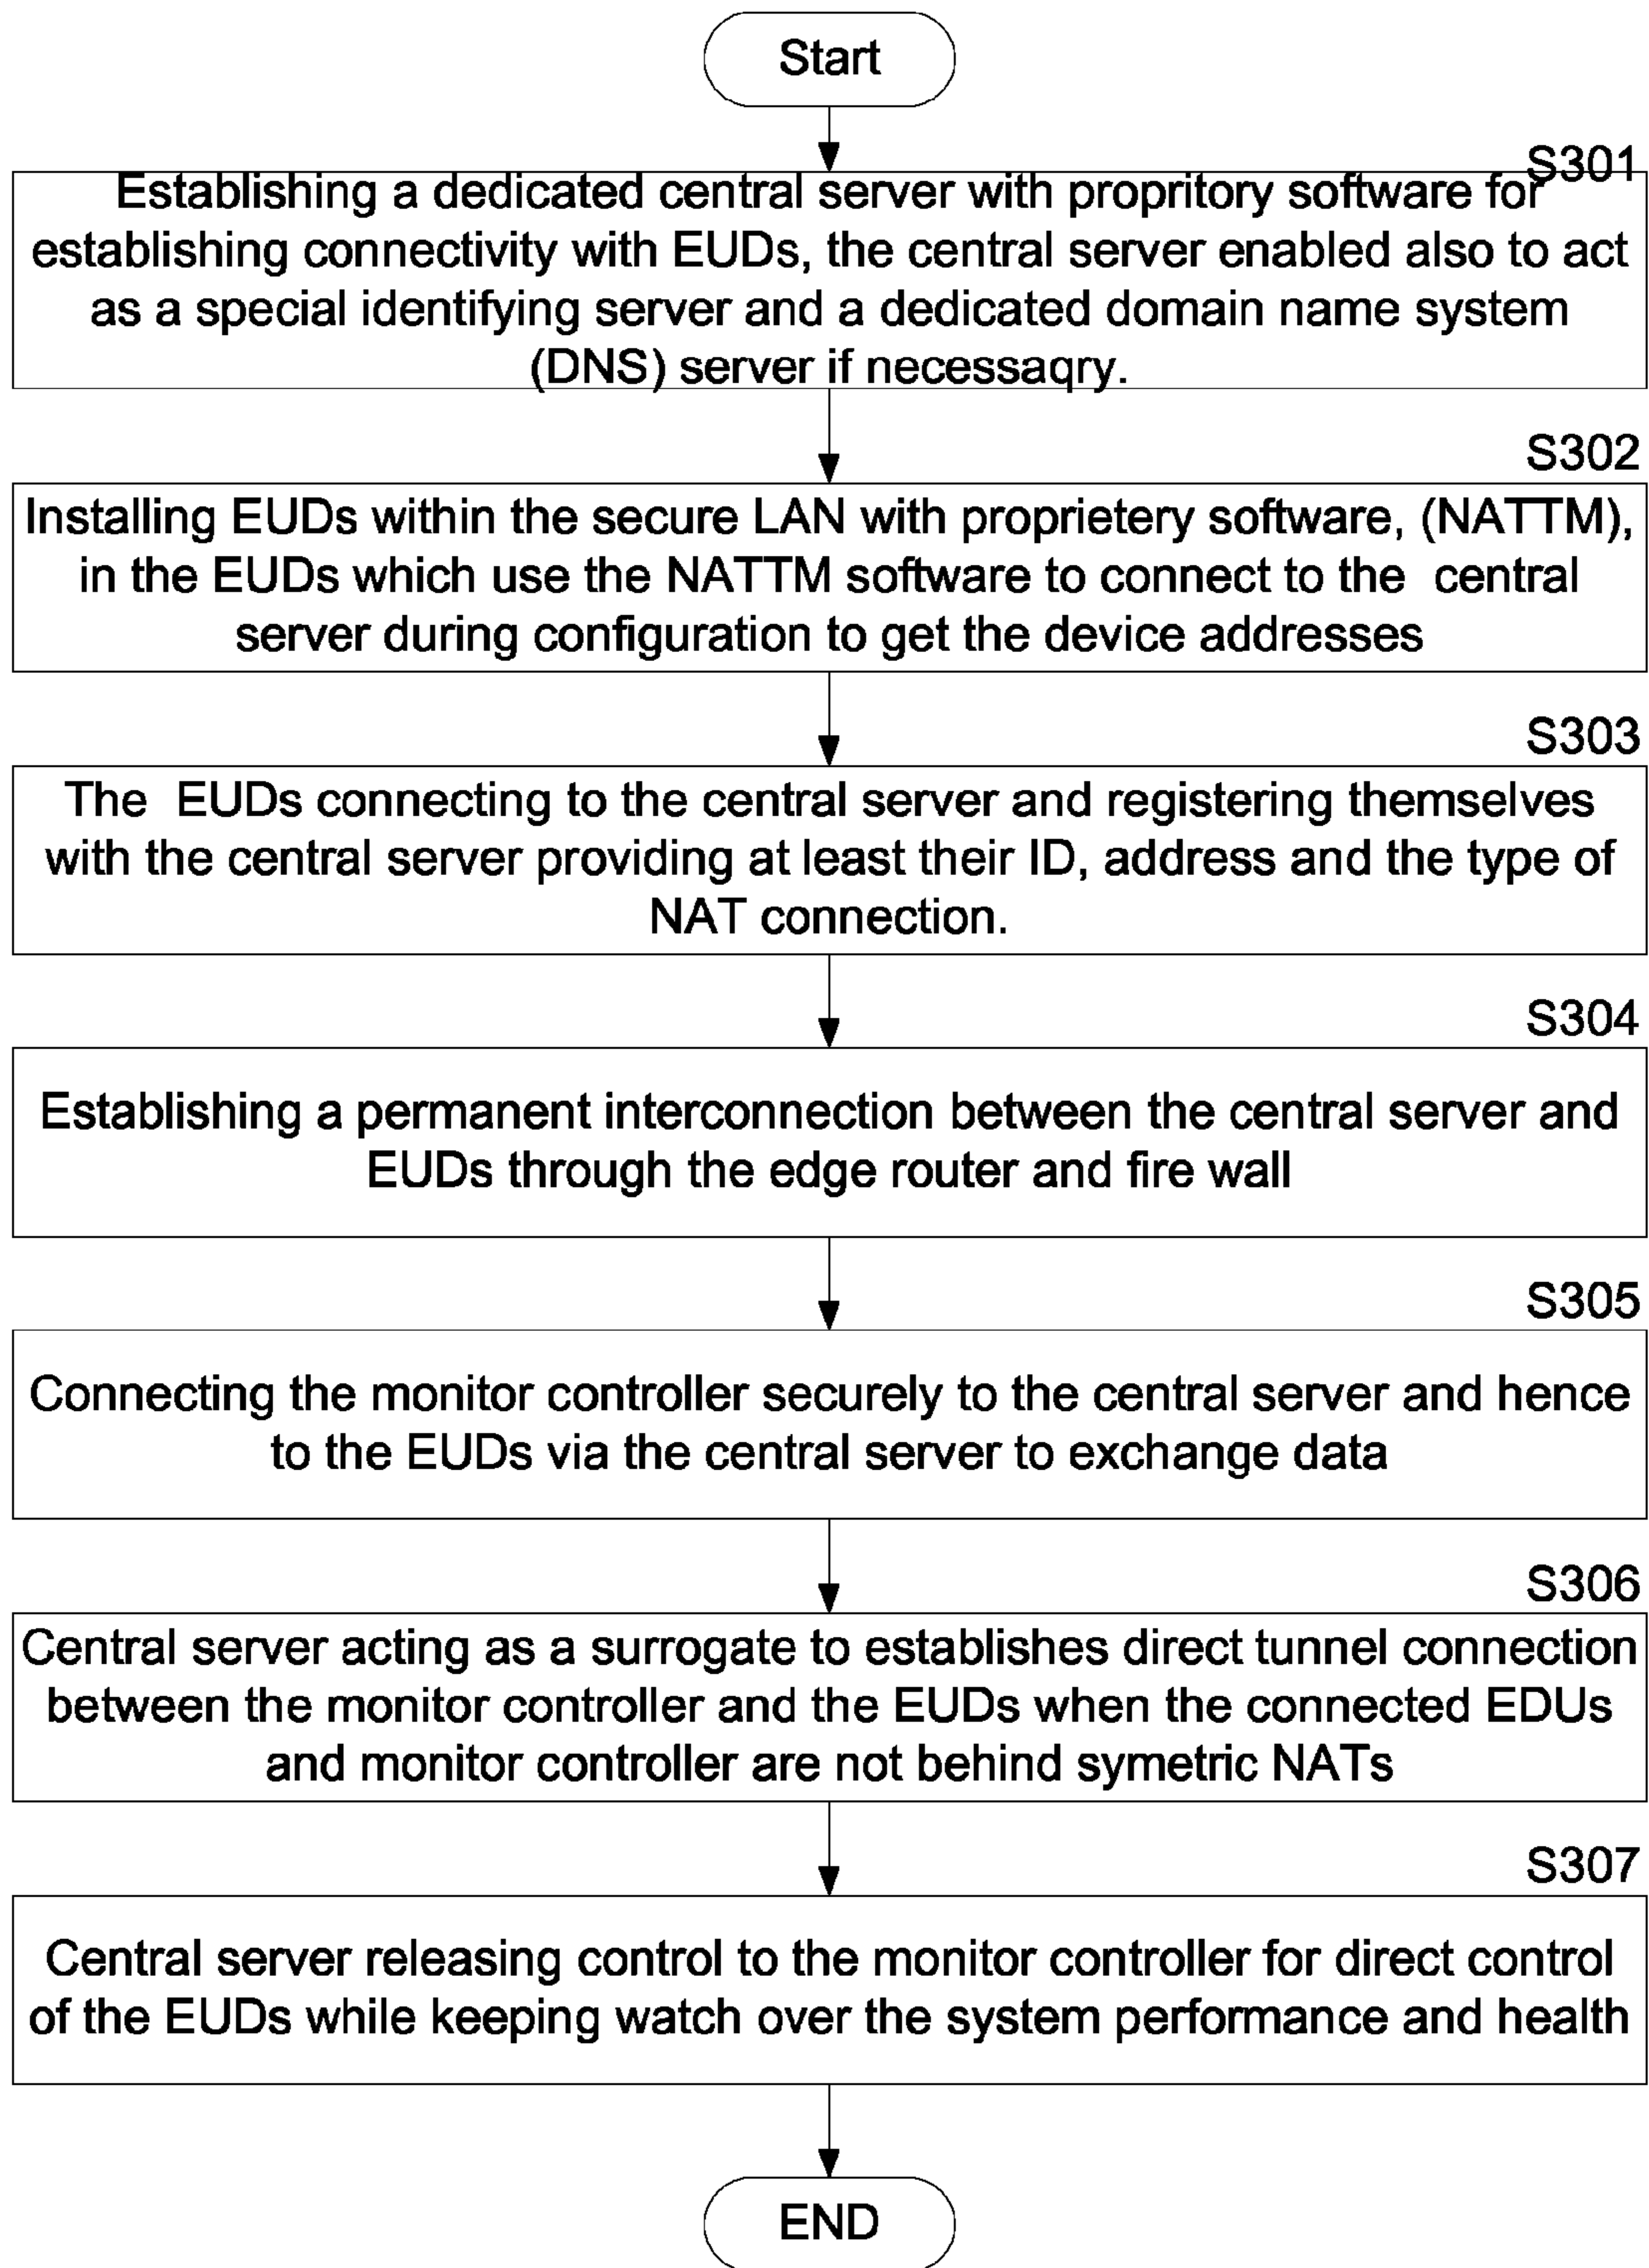 Start
S301
Establishing a dedicated central server with propritory software for
establishing connectivity with EUDs, the central server enabled also to act
as a special identifying server and a dedicated domain name system
(DNS) server if necessaqry.
S302
Installing EUDs within the secure LAN with proprietery software, (NATTM),
in the EUDs which use the NATTM software to connect to the central
server during configuration to get the device addresses
S303
The EUDs connecting to the central server and registering themselves
with the central server providing at least their ID, address and the type of
NAT connection.
S304
Establishing a permanent interconnection between the central server and
EUDs through the edge router and fire wall
S305
Connecting the monitor controller securely to the central server and hence
to the EUDs via the central server to exchange data
S306
Central server acting as a surrogate to establishes direct tunnel connection
between the monitor controller and the EUDs when the connected EDUs
and monitor controller are not behind symetric NATs
S307
Central server releasing control to the monitor controller for direct control
of the EUDs while keeping watch over the system performance and health
END